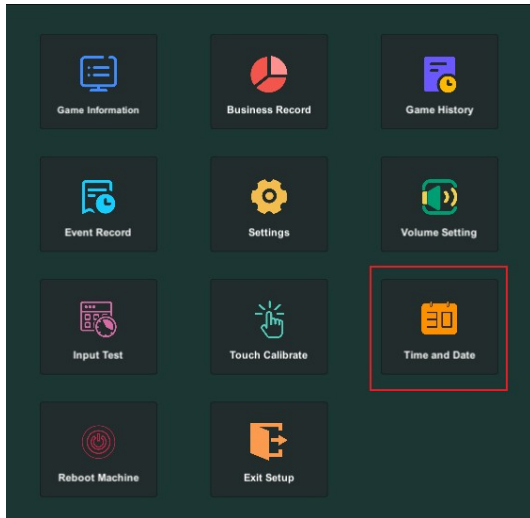 Game Information
Business Record
Game History
Event Record
Settings
Volume Setting
Input Test
Touch Calibrate
30
Time and Date
Reboot Machine
Exit Setup